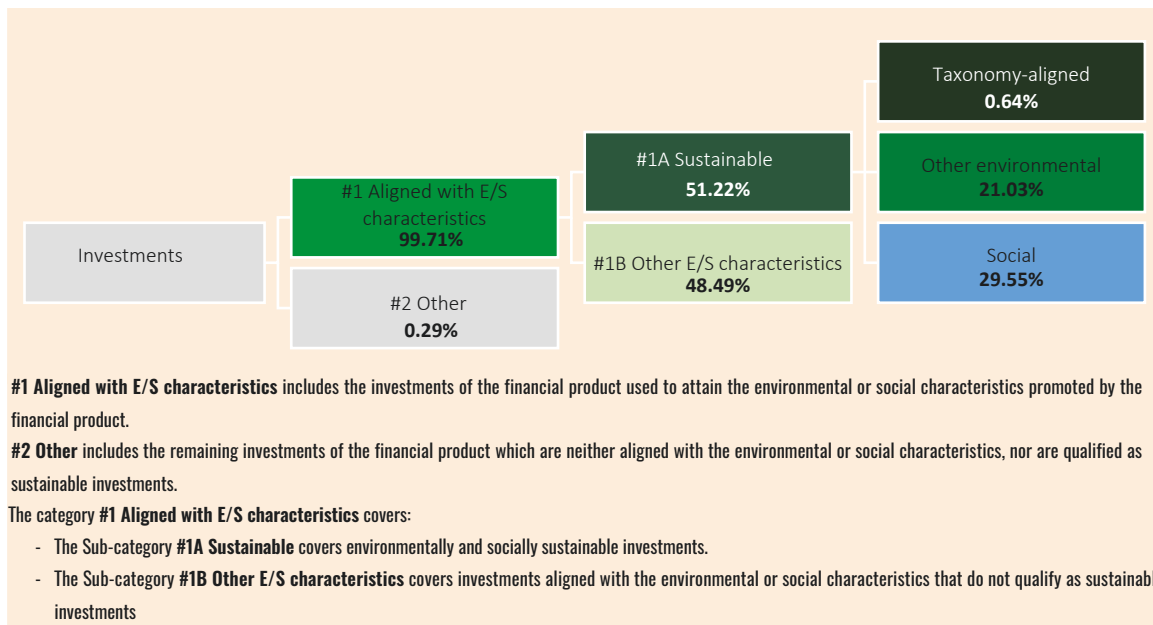 Taxonomy-aligned
0.64%
#1A Sustainable
51.22%
Other environmental
21.03%
#1 Aligned with E/S
characteristics
99.71%
Investments
#1B Other E/S characteristics
48.49%
Social
29.55%
#2 Other
0.29%
#1 Aligned with E/S characteristics includes the investments of the financial product used to attain the environmental or social characteristics promoted by the
financial product.
#2 Other includes the remaining investments of the financial product which are neither aligned with the environmental or social characteristics, nor are qualified as
sustainable investments.
The category #1 Aligned with E/S characteristics covers:
- The Sub-category #1A Sustainable covers environmentally and socially sustainable investments.
- The Sub-category #1B Other E/S characteristics covers investments aligned with the environmental or social characteristics that do not qualify as sustainabl
investments